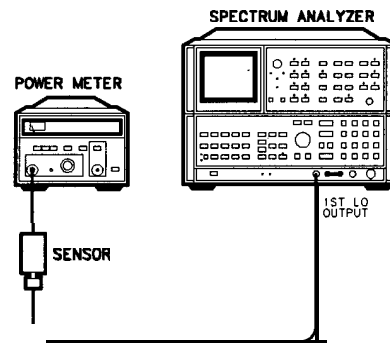 SPECTRUM ANALYZER
POWER METER
1ST LO
OUTPUT
SENSOR